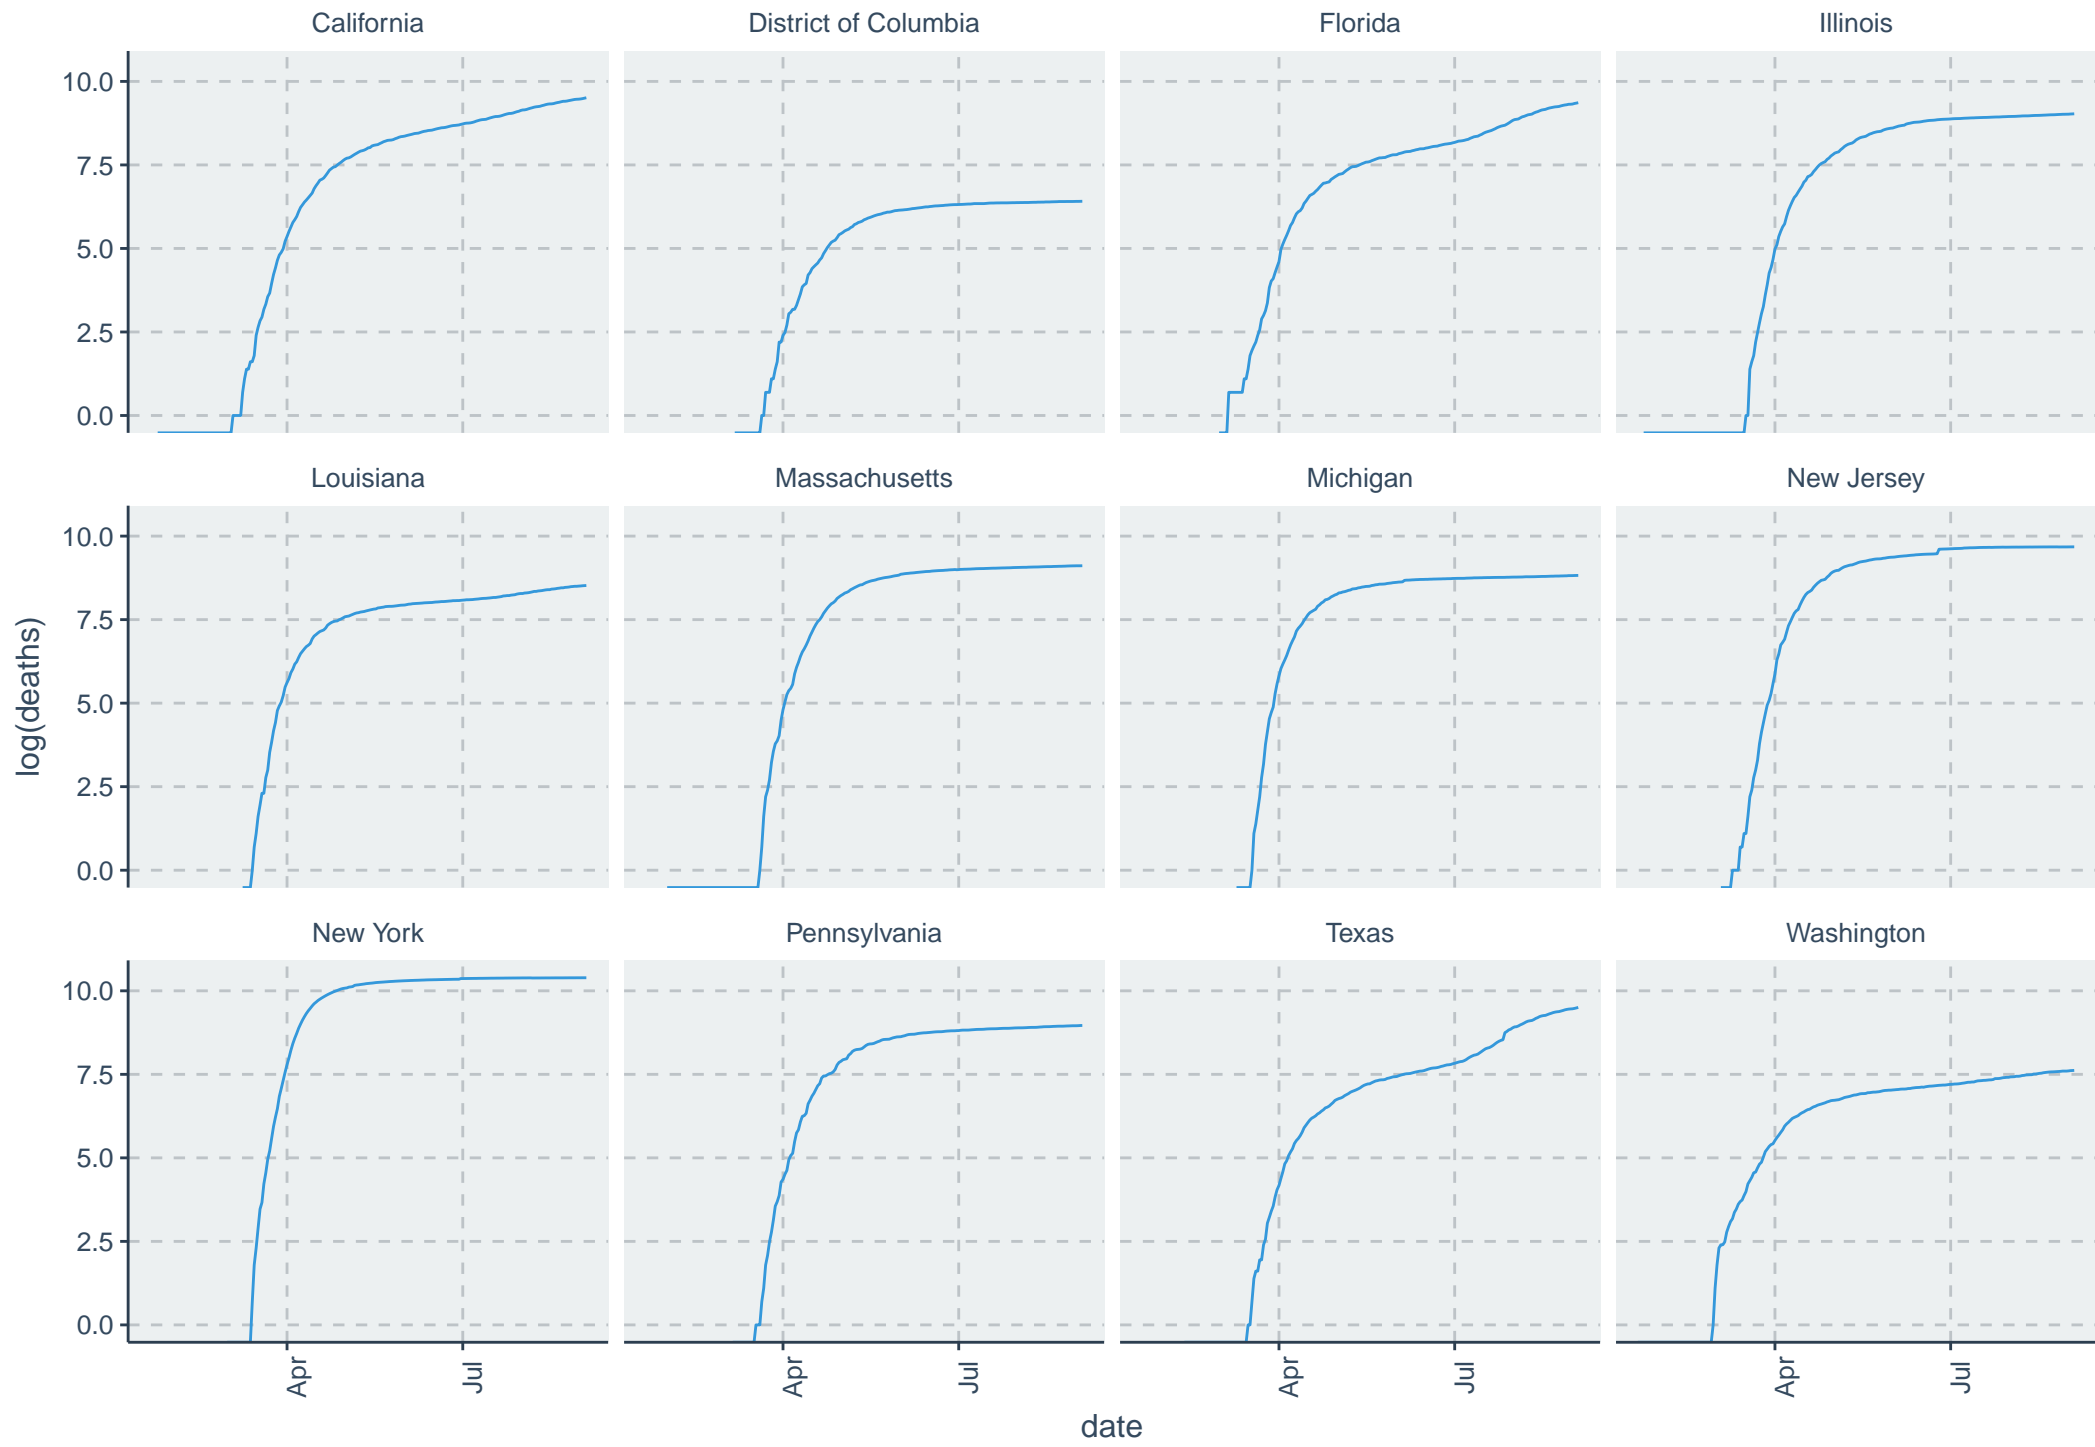 California District of Columbia Florida Illinois
10.0
7.5
5.0
2.5
0.0
Louisiana Massachusetts Michigan New Jersey
10.0
7.5
5.0
2.5
0.0
log(deaths)
New York Pennsylvania Texas Washington
10.0
7.5
5.0
2.5
0.0
Apr Jul Apr Jul Apr Jul Apr Jul
date